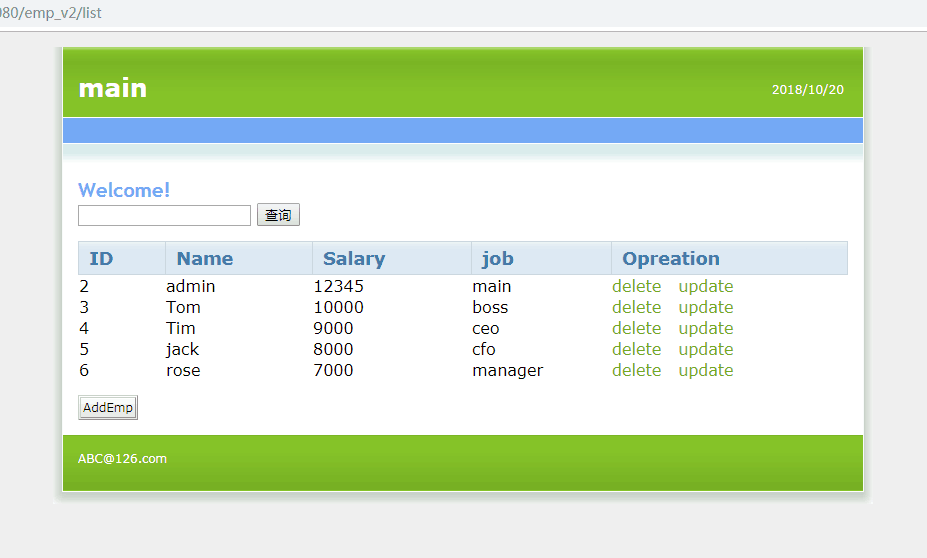 080/emp_v2/list
main
2018/10/20
Welcome!
查询
ID Name Salary job Opreation
2 admin 12345 main delete update
3 Tom 10000 boss delete update
4 Tim 9000 ceo delete update
5 jack 8000 cfo delete update
6 rose 7000 manager delete update
AddEmp
ABC@126.com